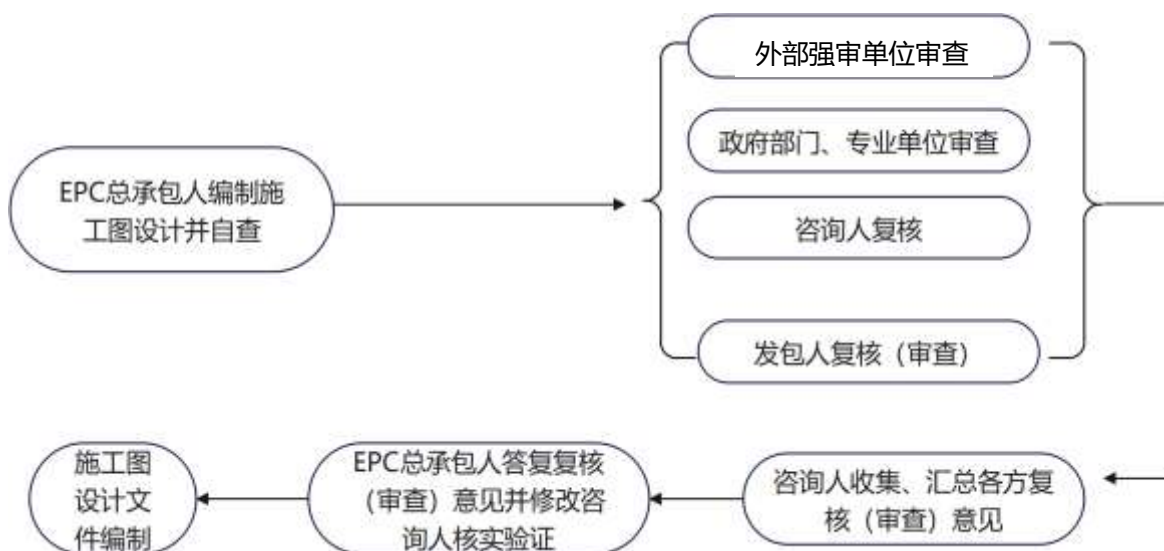 外部强审单位审查
政府部门、专业单位审查
EPC总承包人编制施
工图设计并自查
咨询人复核
发包人复核（审查）
施工图
设计文
件编制
EPC总承包人答复复核
（审查）意见并修改咨
询人核实验证
咨询人收集、汇总各方复
核（审查）意见